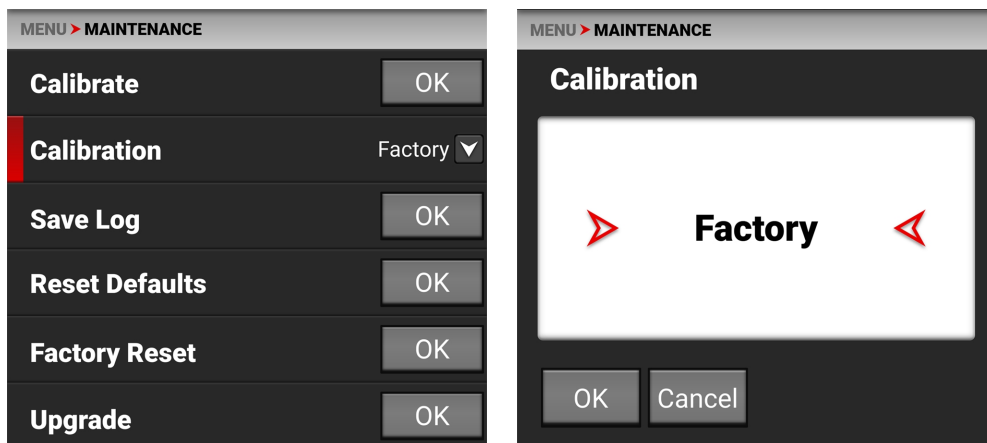 MENU MAINTENANCE
Calibrate OK
Calibration Factory
Save Log OK
Reset Defaults OK
Factory Reset OK
Upgrade OK
MENU MAINTENANCE
Calibration
Factory
OK Cancel